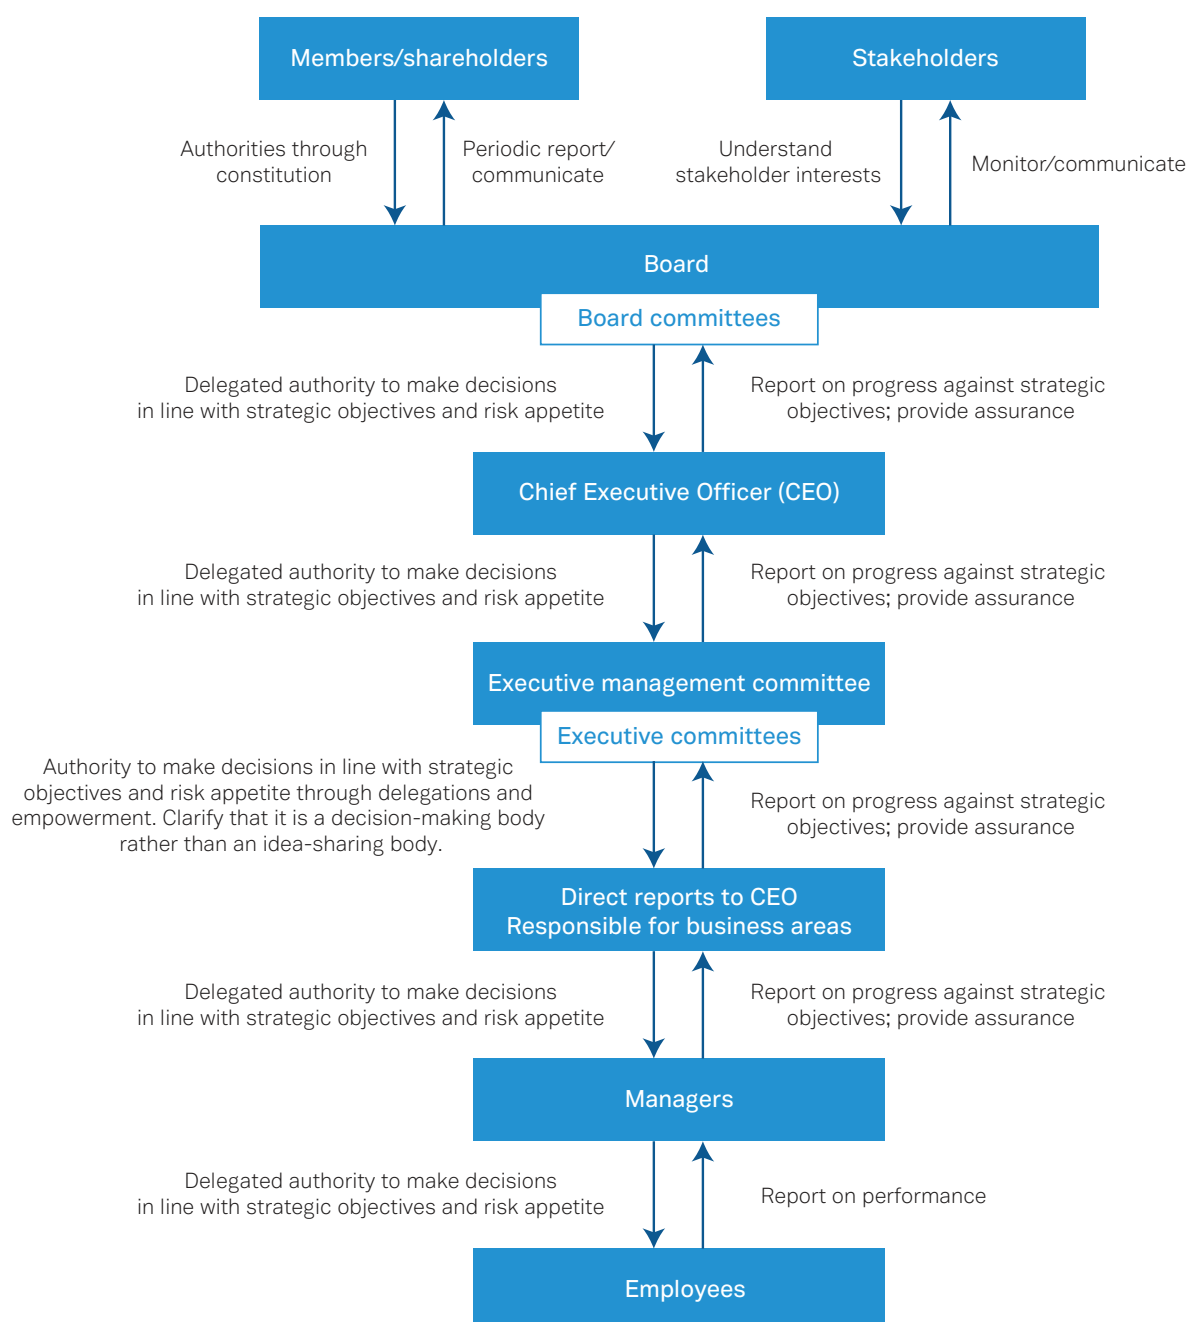 Members/shareholders
Stakeholders
Authorities through
constitution
Periodic report/
communicate
Understand
stakeholder interests
Monitor/communicate
Board
Board committees
Delegated authority to make decisions
in line with strategic objectives and risk appetite
Report on progress against strategic
objectives; provide assurance
Chief Executive Officer (CEO)
Delegated authority to make decisions
in line with strategic objectives and risk appetite
Report on progress against strategic
objectives; provide assurance
Executive management committee
Executive committees
Authority to make decisions in line with strategic
objectives and risk appetite through delegations and
empowerment. Clarify that it is a decision-making body
rather than an idea-sharing body.
Report on progress against strategic
objectives; provide assurance
Direct reports to CEO
Responsible for business areas
Delegated authority to make decisions
in line with strategic objectives and risk appetite
Report on progress against strategic
objectives; provide assurance
Managers
Delegated authority to make decisions
in line with strategic objectives and risk appetite
Report on performance
Employees